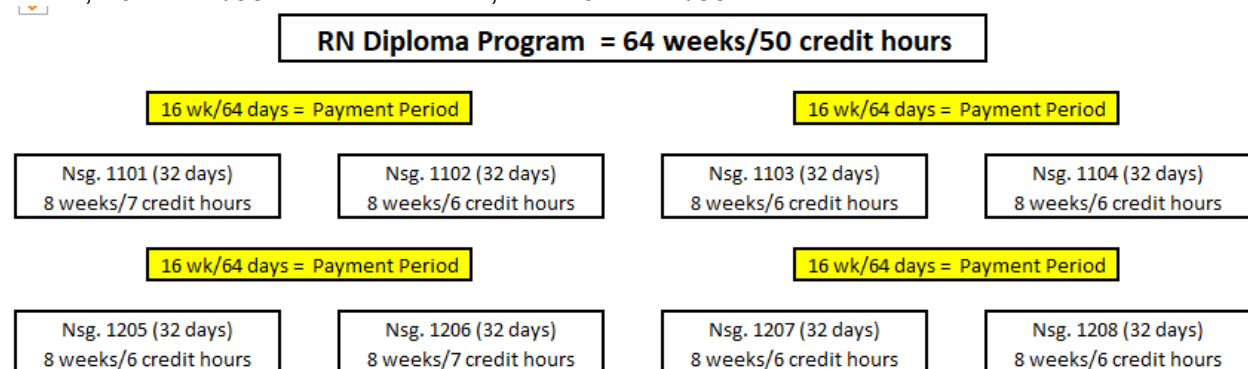 RN Diploma Program = 64 weeks/50 credit hours
16 wk/64 days = Payment Period
16 wk/64 days = Payment Period
Nsg. 1101 (32 days)
8 weeks/7 credit hours
Nsg. 1102 (32 days)
8 weeks/6 credit hours
Nsg. 1103 (32 days)
8 weeks/6 credit hours
Nsg. 1104 (32 days)
8 weeks/6 credit hours
16 wk/64 days = Payment Period
16 wk/64 days = Payment Period
Nsg. 1205 (32 days)
8 weeks/6 credit hours
Nsg. 1206 (32 days)
8 weeks/7 credit hours
Nsg. 1207 (32 days)
8 weeks/6 credit hours
Nsg. 1208 (32 days)
8 weeks/6 credit hours